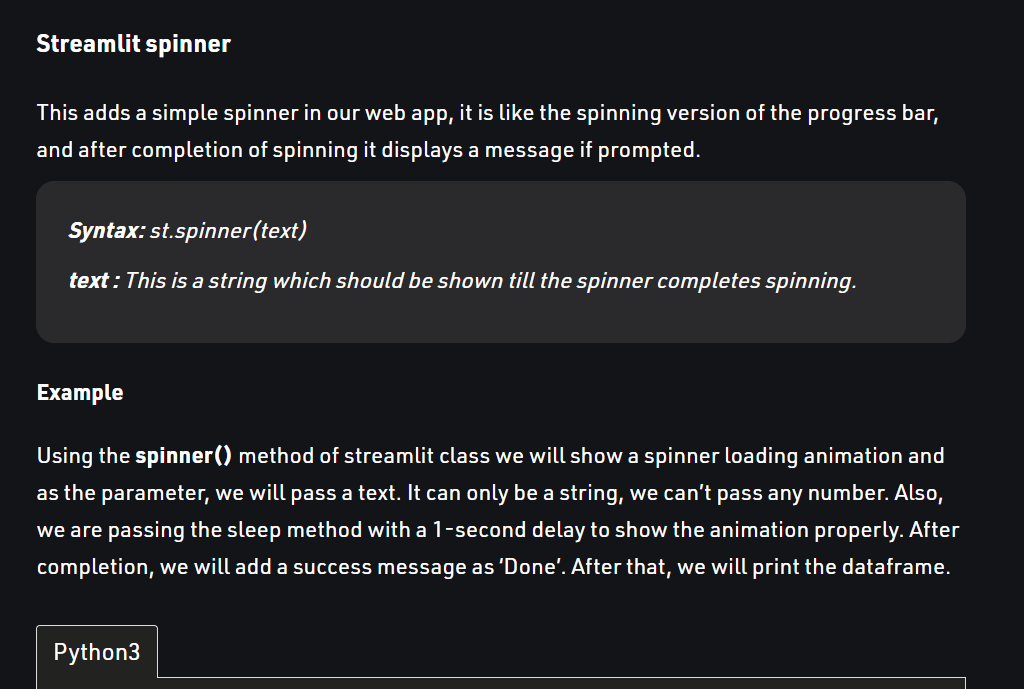 Streamlit spinner
This adds a simple spinner in our web app, it is like the spinning version of the progress bar,
and after completion of spinning it displays a message if prompted.
Syntax: st.spinner(text)
text : This is a string which should be shown till the spinner completes spinning.
Example
Using the spinner() method of streamlit class we will show a spinner loading animation and
as the parameter, we will pass a text. It can only be a string, we can’t pass any number. Also,
we are passing the sleep method with a 1-second delay to show the animation properly. After
completion, we will add a success message as ‘Done’. After that, we will print the dataframe.
Python3